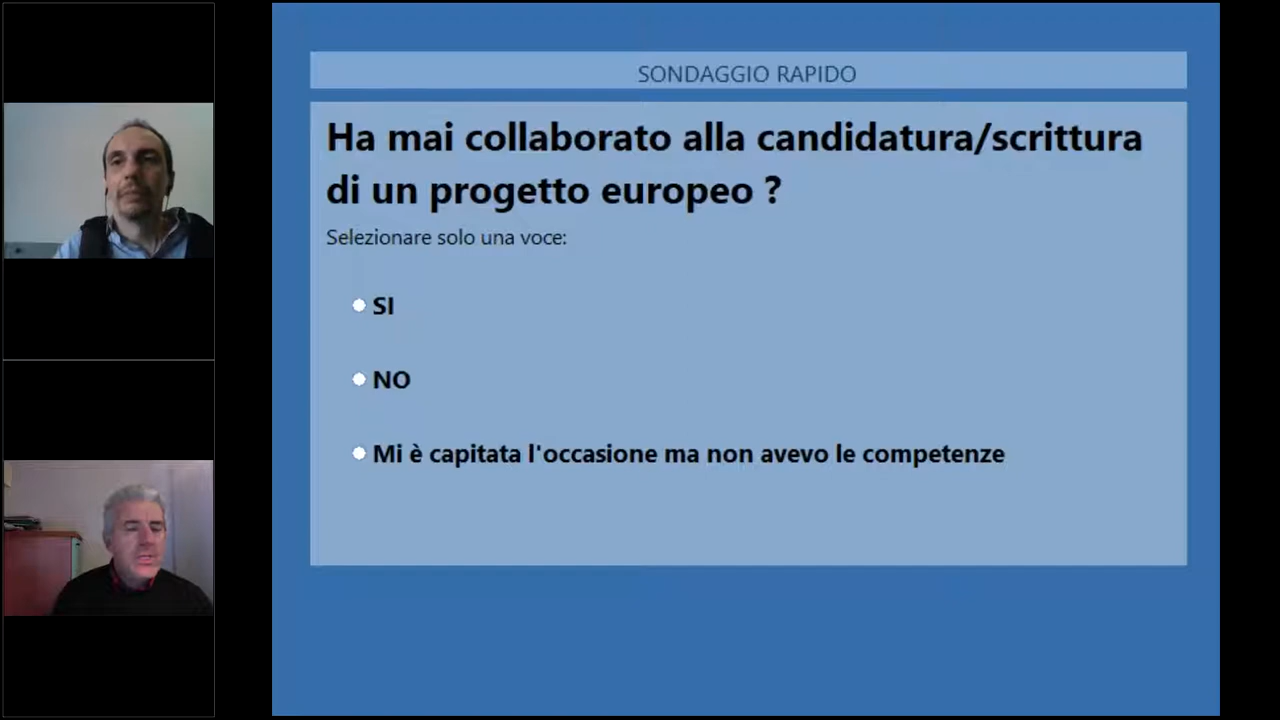 SONDAGGIO RAPIDO
Ha mai collaborato alla candidatura/scrittura
di un progetto europeo ?
Selezionare solo una voce:
SI
NO
Mi è capitata l'occasione ma non avevo le competenze